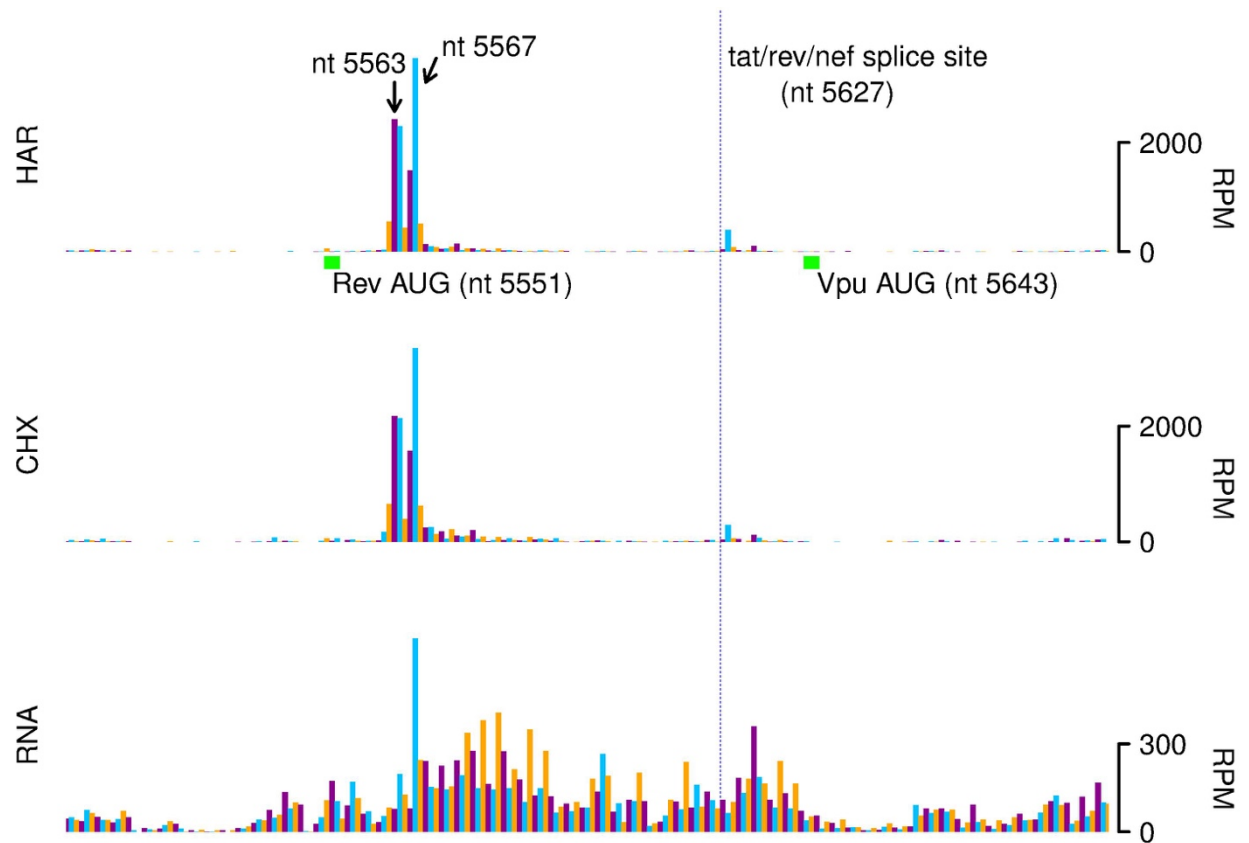 nt 5563
nt 5567
tat/rev/nef splice site
(nt 5627)
HAR
2000
0
RPM
Rev AUG (nt 5551)
Vpu AUG (nt 5643)
CHX
2000
0
RPM
RNA
300
0
RPM